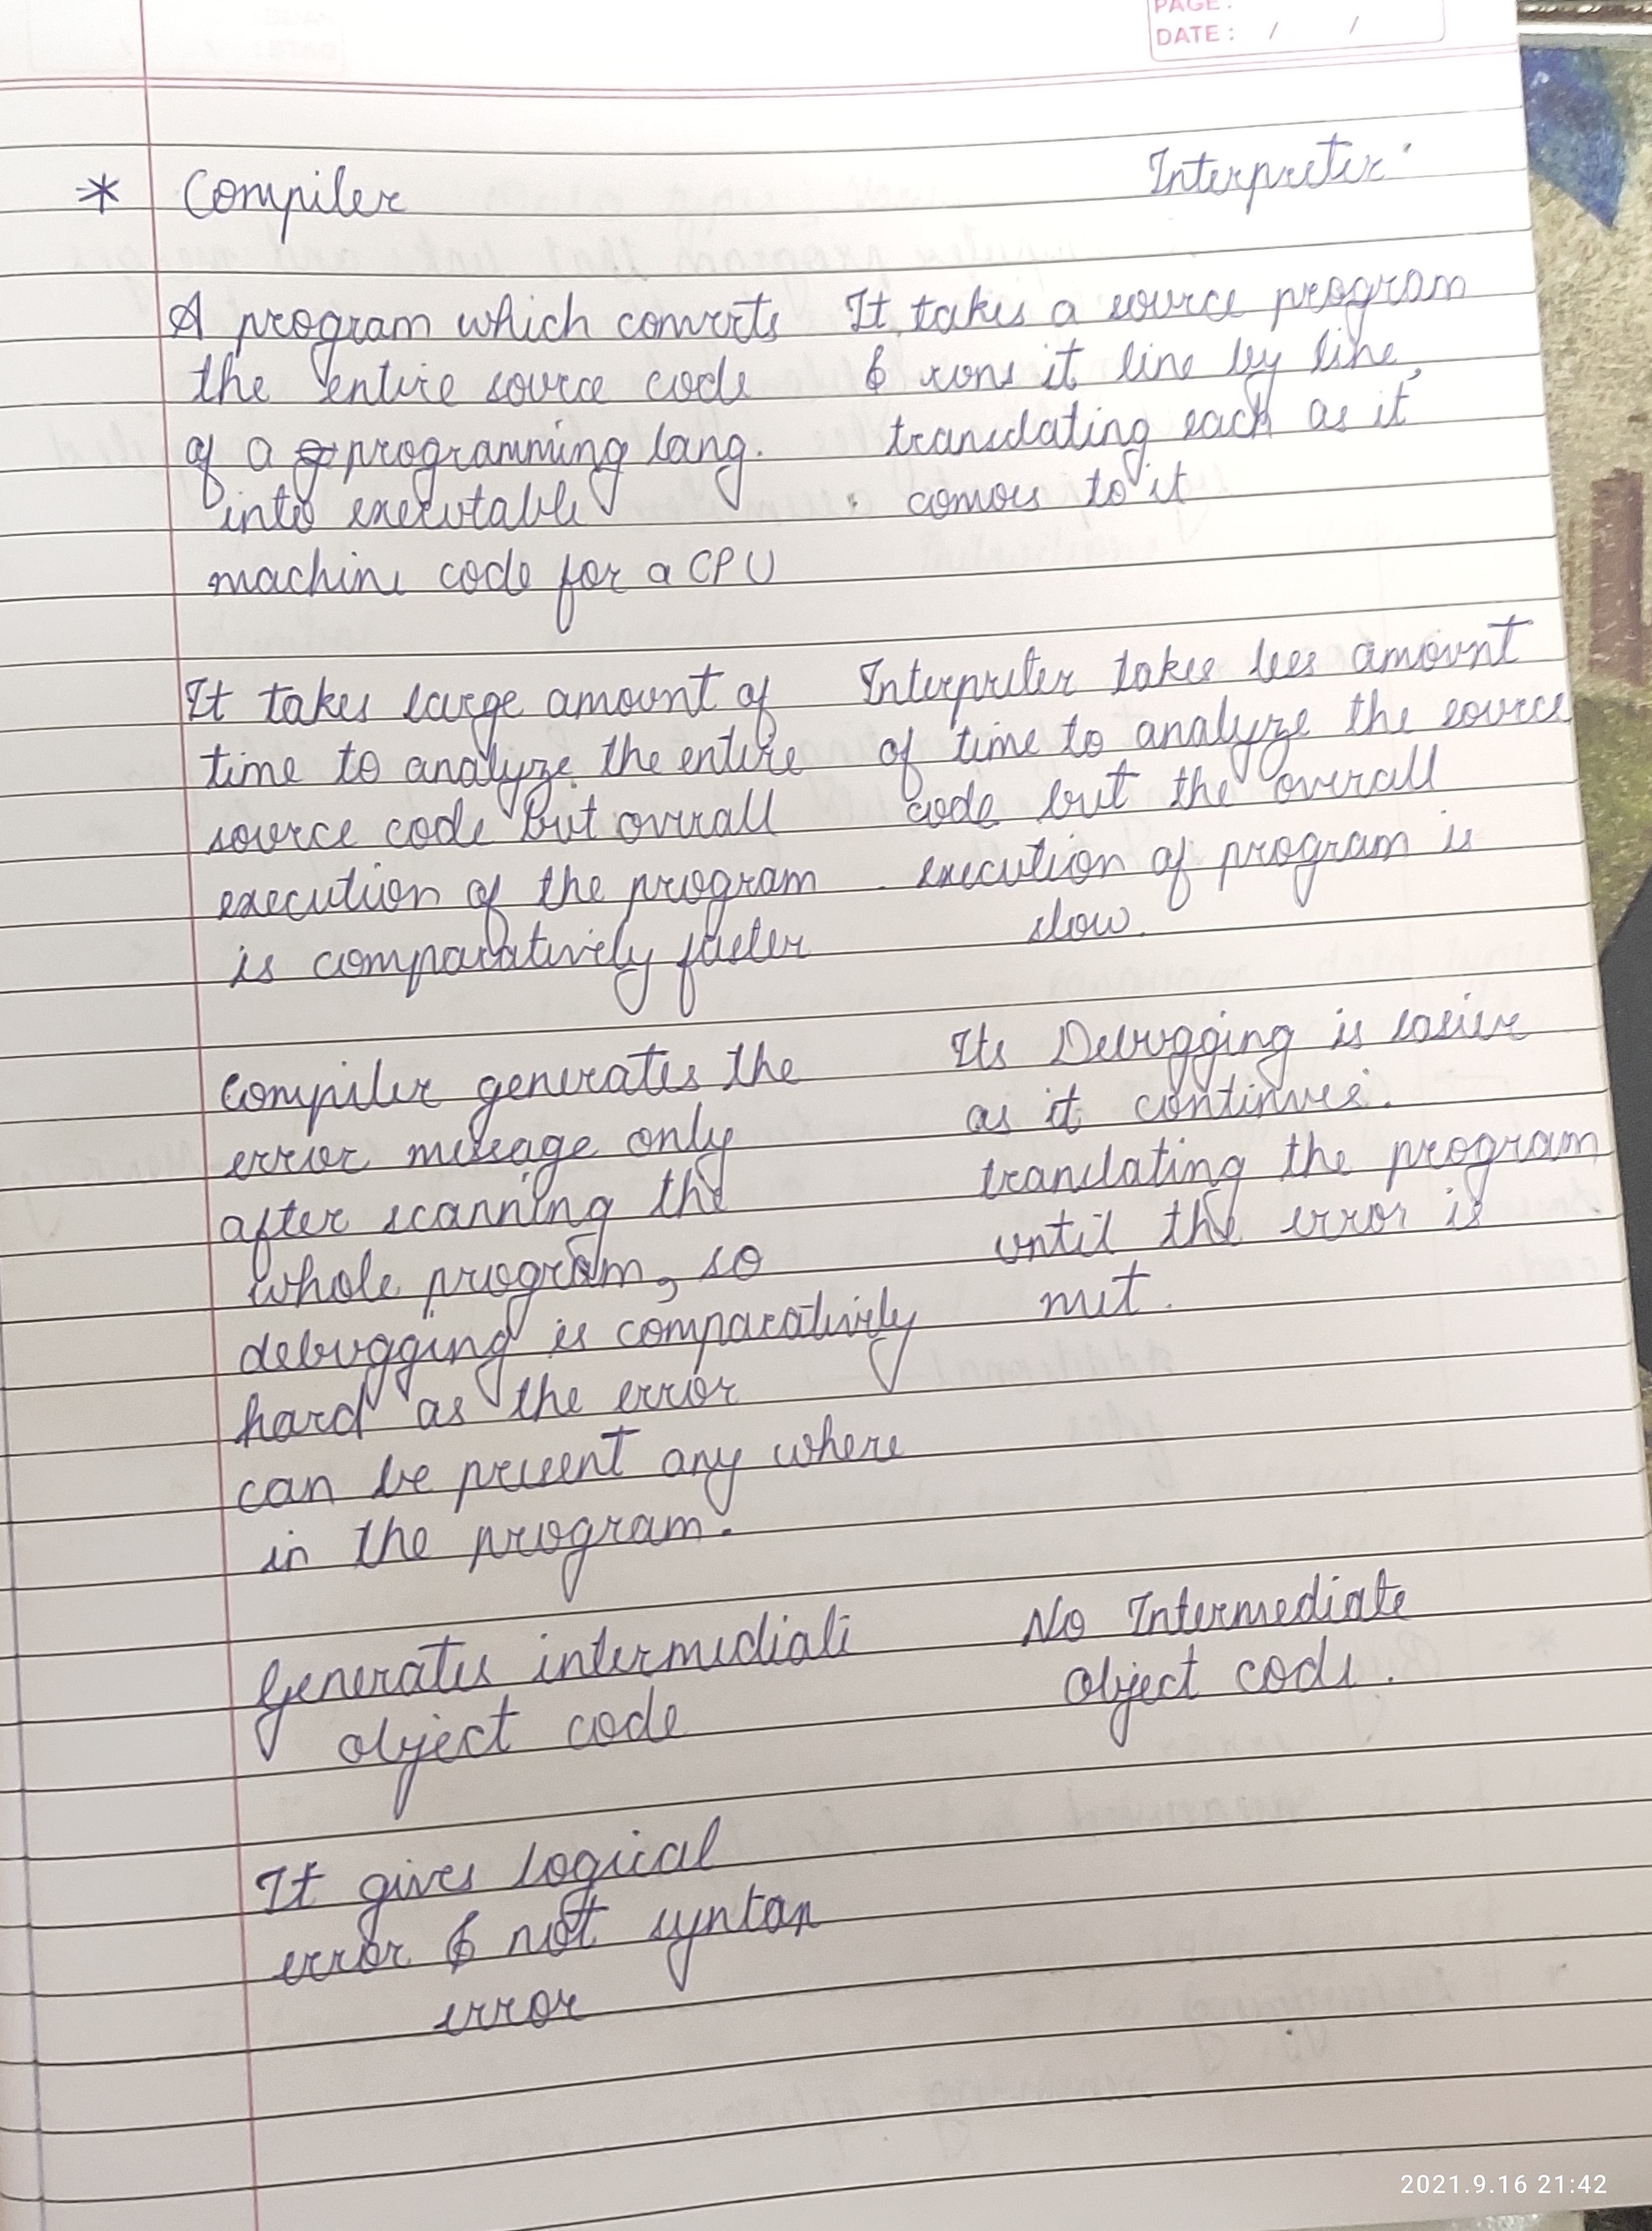 PAGE:
DATE: / /
* Compiler
Interpreter
A program which converts
the entire source code
of a programming lang.
into executable
machine code for a CPU
It takes a source program
& runs it line by line,
translating each as it
comes to it
It takes large amount of
time to analyze the entire
source code but overall
execution of the program
is comparatively faster
Interpreter takes less amount
of time to analyze the source
code but the overall
execution of program is
slow.
Compiler generates the
error message only
after scanning the
whole program, so
debugging is comparatively
hard as the error
can be present any where
in the program.
Its Debugging is easier
as it continues
translating the program
until the error is
met.
Generates intermediate
object code
No Intermediate
object code.
It gives logical
error & not syntax
error
2021.9.16 21:42